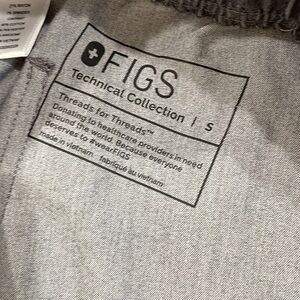 FIGS
Technical Collection / S
Threads for Threads™
Donating to healthcare providers in need
around the world. Because everyone
deserves to #wearFIGS
made in vietnam fabriqué au vietnam